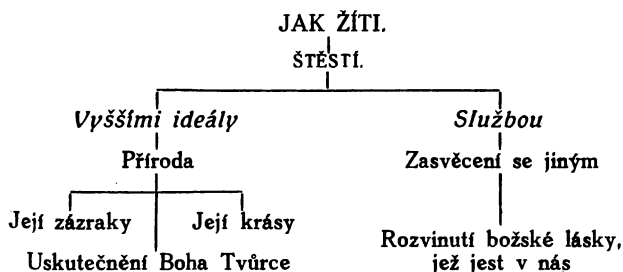 JAK ŽÍTI.
ŠTĚSTÍ.
Vyššími ideály
Službou
Příroda
Zasvěcení se jiným
Její zázraky
Její krásy
Uskutečnění Boha Tvůrce
Rozvinutí božské lásky,
jež jest v nás